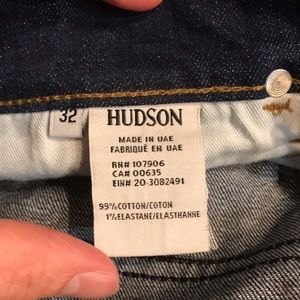 32
HUDSON
MADE IN UAE
FABRIQUÉ EN UAE
RN# 107906
CA# 00635
EIN# 20-3082491
99% COTTON/COTON
1% ELASTANE/ELASTHANNE